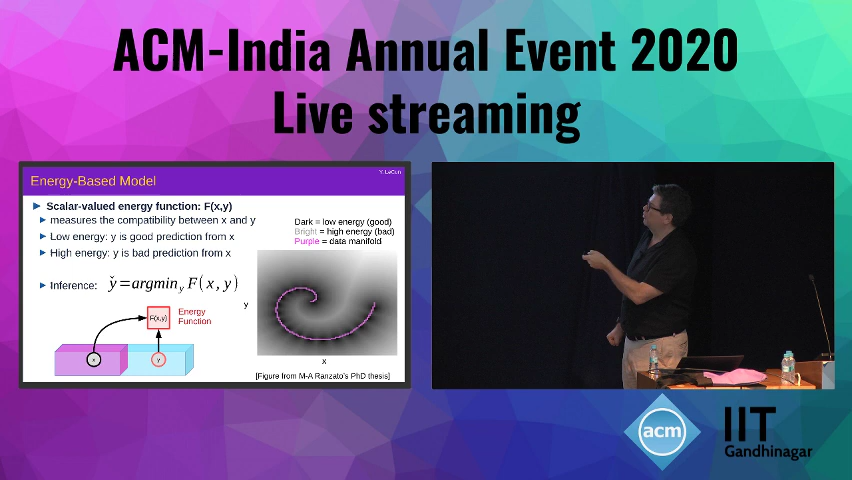 ACM-India Annual Event 2020
Live streaming
Y. LeCun
Energy-Based Model
Scalar-valued energy function: F(x,y)
measures the compatibility between x and y
Low energy: y is good prediction from x
High energy: y is bad prediction from x
Dark = low energy (good)
Bright = high energy (bad)
Purple = data manifold
Inference: y̌=argmin_y F(x,y)
y
F(x,y)
Energy
Function
x
y
x
[Figure from M-A Ranzato's PhD thesis]
acm
IIT
Gandhinagar